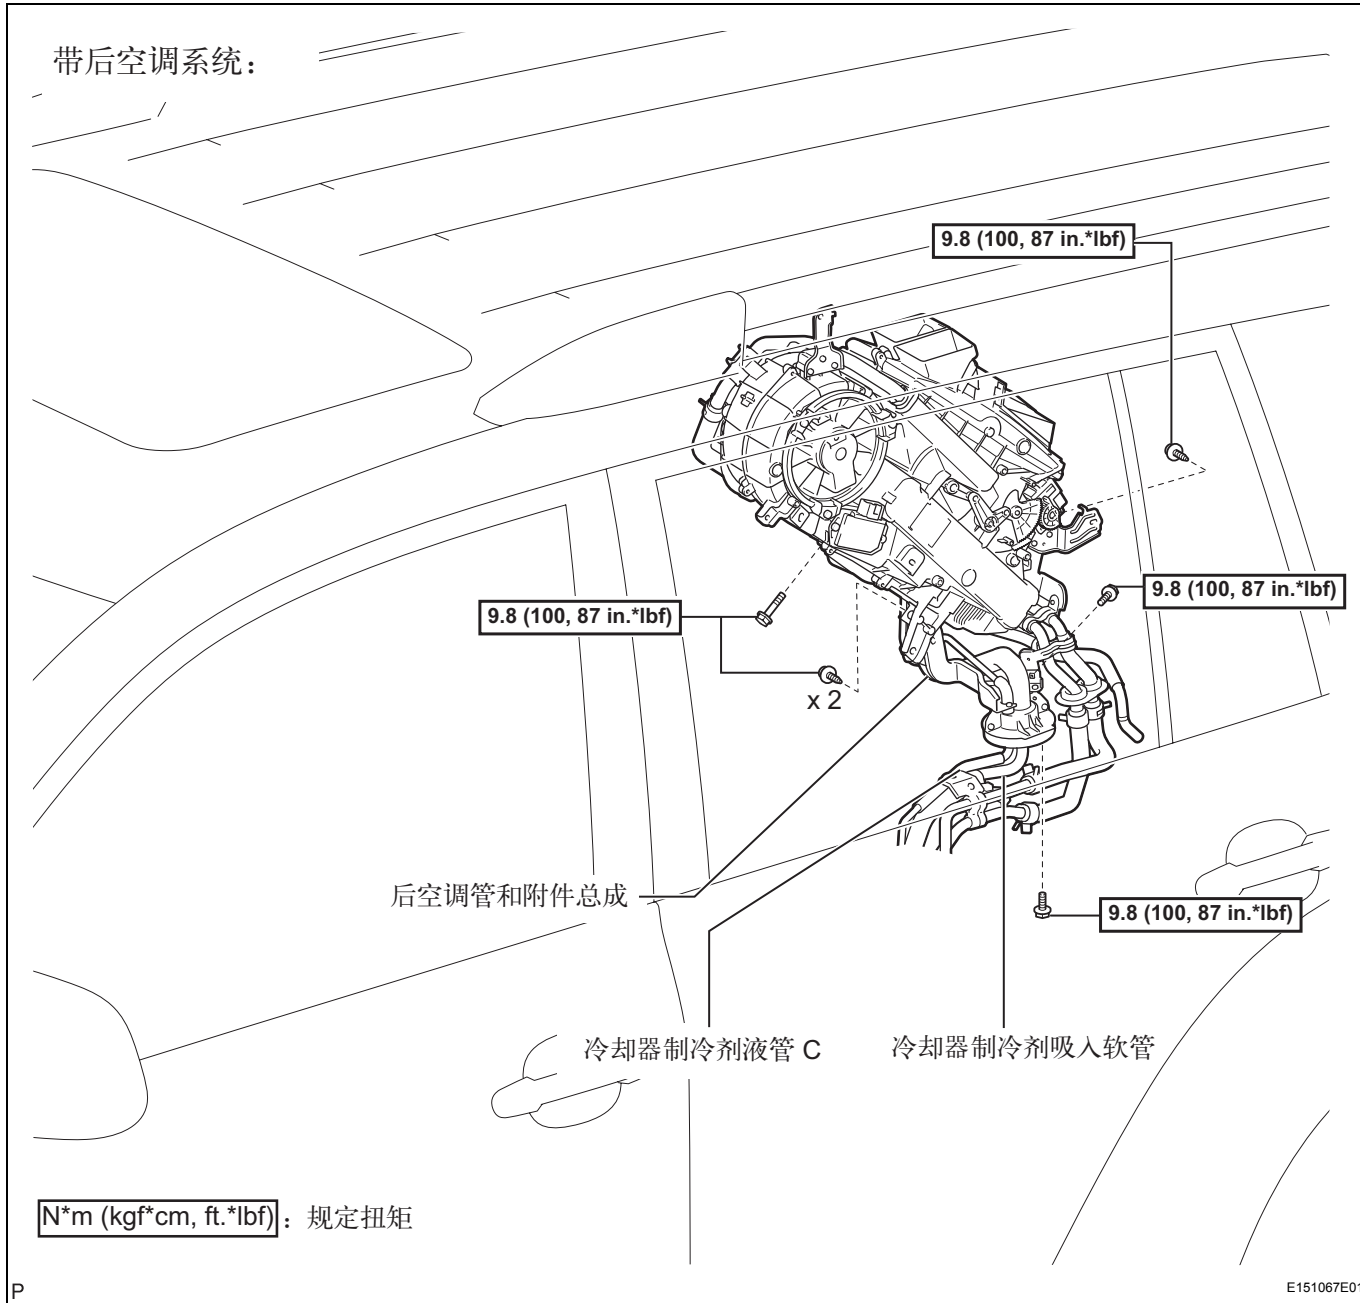 带后空调系统：
9.8 (100, 87 in.*lbf)
9.8 (100, 87 in.*lbf)
9.8 (100, 87 in.*lbf)
x 2
后空调管和附件总成
9.8 (100, 87 in.*lbf)
冷却器制冷剂液管 C
冷却器制冷剂吸入软管
N*m (kgf*cm, ft.*lbf)：规定扭矩
P
E151067E01